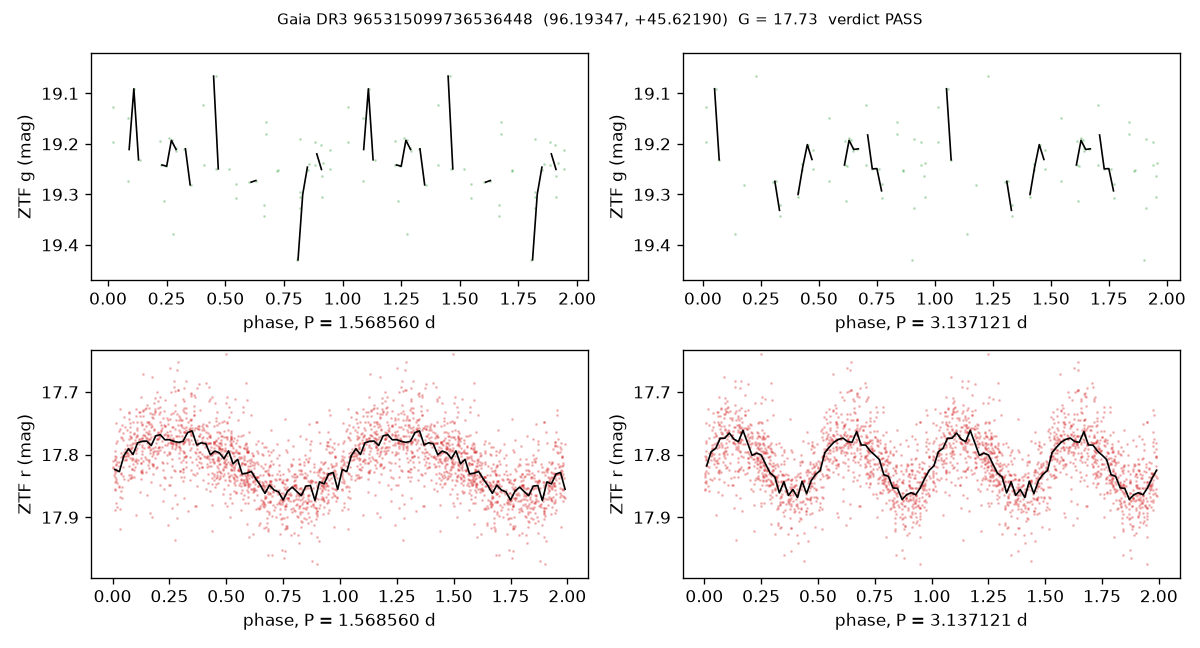 Gaia DR3 965315099736536448 (96.19347, +45.62190) G = 17.73 verdict PASS
ZTF g (mag)
19.1
19.2
19.3
19.4
0.00 0.25 0.50 0.75 1.00 1.25 1.50 1.75 2.00
phase, P = 1.568560 d
ZTF g (mag)
19.1
19.2
19.3
19.4
0.00 0.25 0.50 0.75 1.00 1.25 1.50 1.75 2.00
phase, P = 3.137121 d
ZTF r (mag)
17.7
17.8
17.9
0.00 0.25 0.50 0.75 1.00 1.25 1.50 1.75 2.00
phase, P = 1.568560 d
ZTF r (mag)
17.7
17.8
17.9
0.00 0.25 0.50 0.75 1.00 1.25 1.50 1.75 2.00
phase, P = 3.137121 d